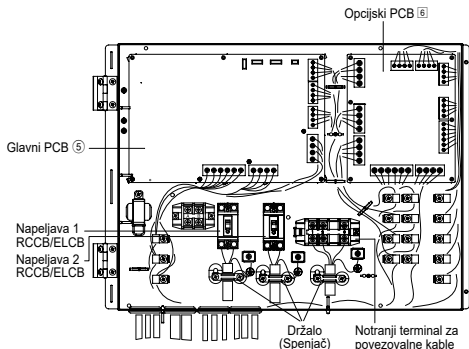 Opcijski PCB ⑥
Glavni PCB ⑤
Napeljava 1
RCCB/ELCB
Napeljava 2
RCCB/ELCB
Držalo
(Spenjač)
Notranji terminal za
povezovalne kable